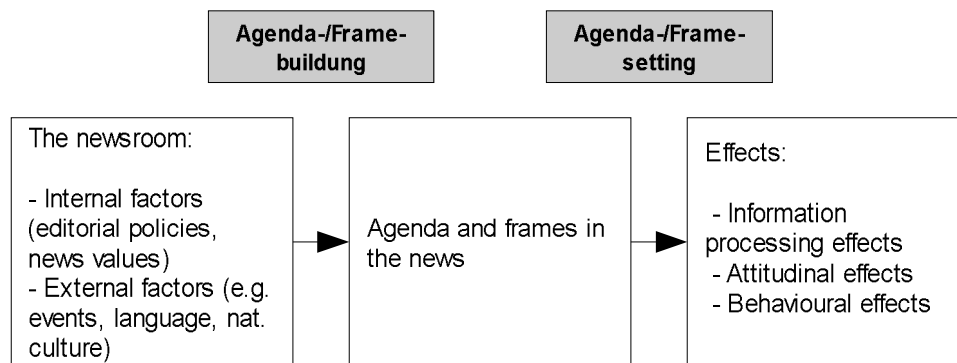 Agenda-/Frame-
buildung
Agenda-/Frame-
setting
The newsroom:
- Internal factors
(editorial policies,
news values)
- External factors (e.g.
events, language, nat.
culture)
Agenda and frames in
the news
Effects:
- Information
processing effects
- Attitudinal effects
- Behavioural effects